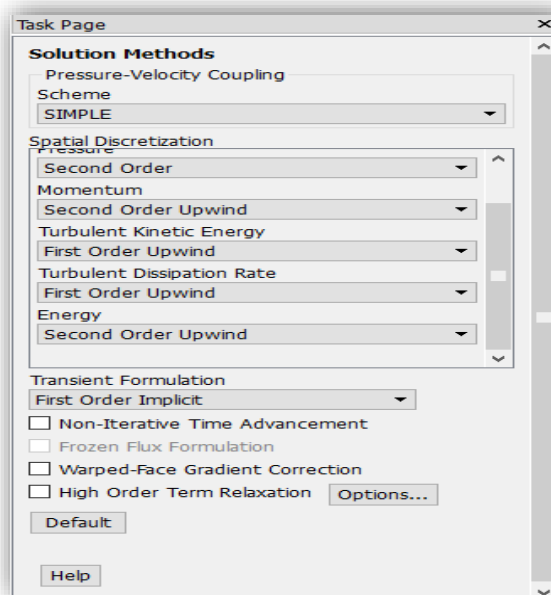 Task Page
Solution Methods
Pressure-Velocity Coupling
Scheme
SIMPLE
Spatial Discretization
Pressure
Second Order
Momentum
Second Order Upwind
Turbulent Kinetic Energy
First Order Upwind
Turbulent Dissipation Rate
First Order Upwind
Energy
Second Order Upwind
Transient Formulation
First Order Implicit
Non-Iterative Time Advancement
Frozen Flux Formulation
Warped-Face Gradient Correction
High Order Term Relaxation Options...
Default
Help